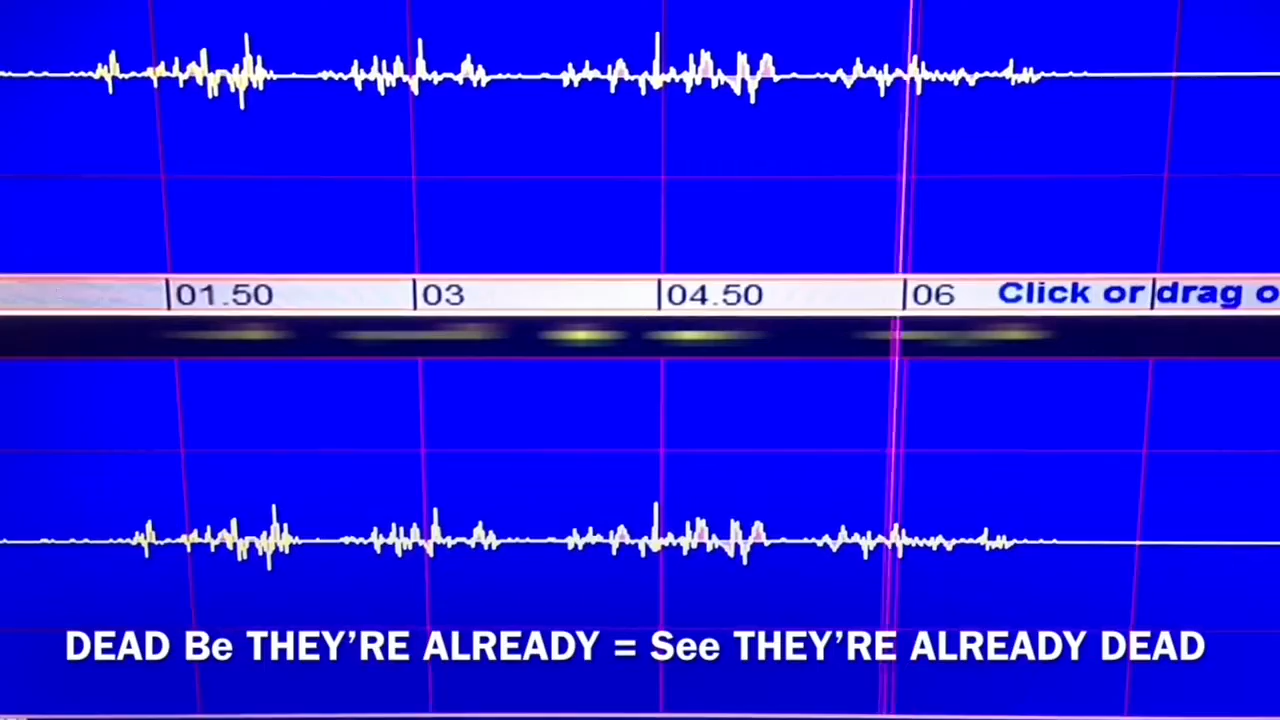 01.50 03 04.50 06 Click or drag o
DEAD Be THEY'RE ALREADY = See THEY'RE ALREADY DEAD